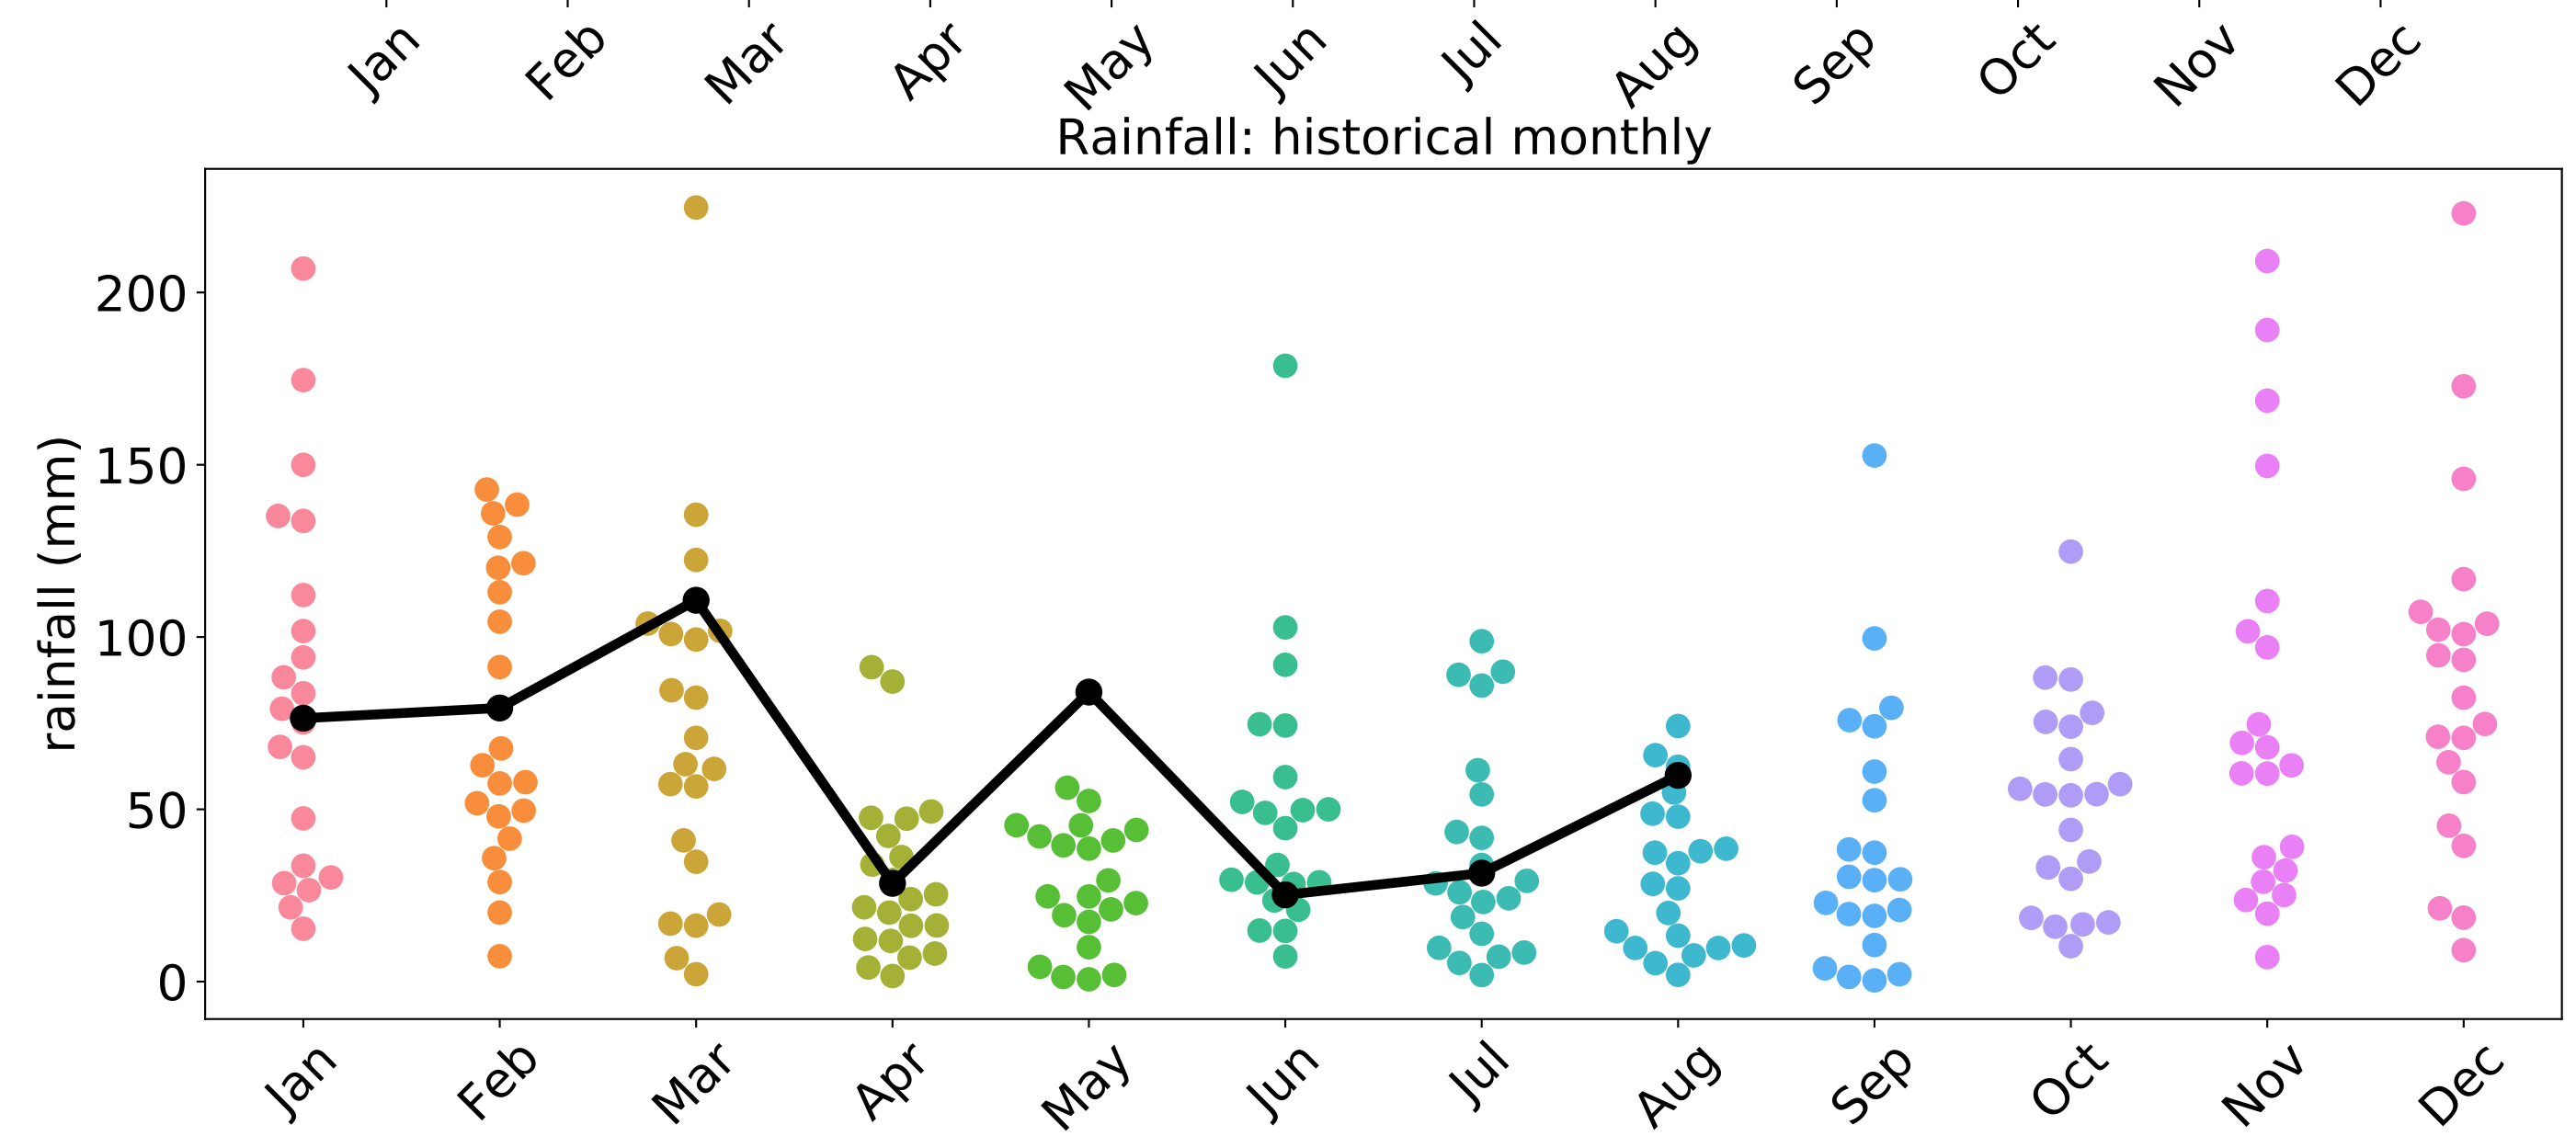 Jan Feb Mar Apr May Jun Jul Aug Sep Oct Nov Dec
Rainfall: historical monthly
rainfall (mm)
200
150
100
50
0
Jan Feb Mar Apr May Jun Jul Aug Sep Oct Nov Dec